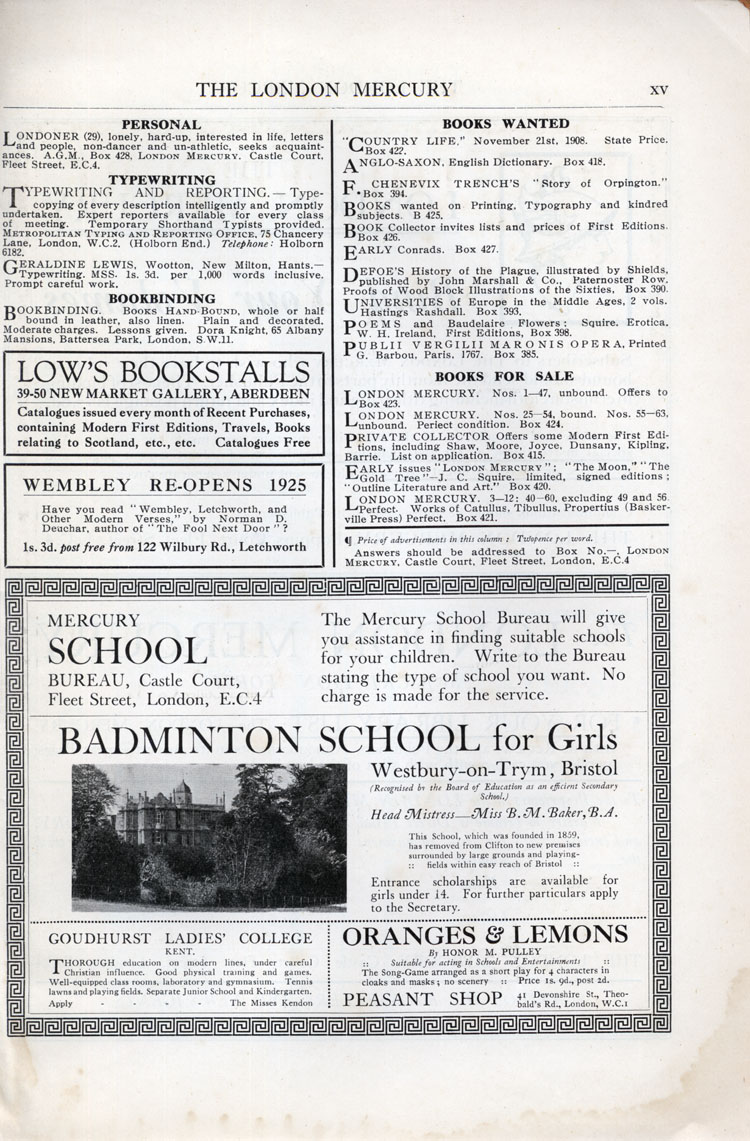 THE LONDON MERCURY
XV
PERSONAL
LONDONER (29), lonely, hard-up, interested in life, letters
and people, non-dancer and un-athletic, seeks acquaint-
ances. A.G.M., Box 428, LONDON MERCURY, Castle Court,
Fleet Street, E.C.4.
TYPEWRITING
TYPEWRITING AND REPORTING. — Type-
copying of every description intelligently and promptly
undertaken. Expert reporters available for every class
of meeting. Temporary Shorthand Typists provided.
METROPOLITAN TYPING AND REPORTING OFFICE, 75 Chancery
Lane, London, W.C.2. (Holborn End.) Telephone: Holborn
6182.
GERALDINE LEWIS, Wootton, New Milton, Hants.—
Typewriting. MSS. 1s. 3d. per 1,000 words inclusive.
Prompt careful work.
BOOKBINDING
BOOKBINDING. BOOKS HAND-BOUND, whole or half
bound in leather, also linen. Plain and decorated.
Moderate charges. Lessons given. Dora Knight, 65 Albany
Mansions, Battersea Park, London, S.W.11.
LOW'S BOOKSTALLS
39-50 NEW MARKET GALLERY, ABERDEEN
Catalogues issued every month of Recent Purchases,
containing Modern First Editions, Travels, Books
relating to Scotland, etc., etc. Catalogues Free
WEMBLEY RE-OPENS 1925
Have you read "Wembley, Letchworth, and
Other Modern Verses," by Norman D.
Deuchar, author of "The Fool Next Door"?
1s. 3d. post free from 122 Wilbury Rd., Letchworth
BOOKS WANTED
"COUNTRY LIFE," November 21st, 1908. State Price.
Box 422.
ANGLO-SAXON, English Dictionary. Box 418.
F. CHENEVIX TRENCH'S "Story of Orpington."
Box 394.
BOOKS wanted on Printing, Typography and kindred
subjects. B 425.
BOOK Collector invites lists and prices of First Editions.
Box 426.
EARLY Conrads. Box 427.
DEFOE'S History of the Plague, illustrated by Shields,
published by John Marshall & Co., Paternoster Row,
Proofs of Wood Block Illustrations of the Sixties, Box 390.
UNIVERSITIES of Europe in the Middle Ages, 2 vols.
Hastings Rashdall. Box 393.
POEMS and Baudelaire Flowers: Squire. Erotica.
W. H. Ireland, First Editions, Box 398.
PUBLII VERGILII MARONIS OPERA, Printed
G. Barbou, Paris, 1767. Box 385.
BOOKS FOR SALE
LONDON MERCURY. Nos. 1—47, unbound. Offers to
Box 423.
LONDON MERCURY. Nos. 25—54, bound. Nos. 55—63,
unbound. Perfect condition. Box 424.
PRIVATE COLLECTOR Offers some Modern First Edi-
tions, including Shaw, Moore, Joyce, Dunsany, Kipling,
Barrie. List on application. Box 415.
EARLY issues "LONDON MERCURY"; "The Moon," "The
Gold Tree"—J. C. Squire, limited, signed editions;
"Outline Literature and Art." Box 420.
LONDON MERCURY. 3—12: 40—60, excluding 49 and 56.
Perfect. Works of Catullus, Tibullus, Propertius (Basker-
ville Press) Perfect. Box 421.
¶ Price of advertisements in this column: Twopence per word.
Answers should be addressed to Box No.—, LONDON
MERCURY, Castle Court, Fleet Street, London, E.C.4
MERCURY
SCHOOL
BUREAU, Castle Court,
Fleet Street, London, E.C.4
The Mercury School Bureau will give
you assistance in finding suitable schools
for your children. Write to the Bureau
stating the type of school you want. No
charge is made for the service.
BADMINTON SCHOOL for Girls
Westbury-on-Trym, Bristol
(Recognised by the Board of Education as an efficient Secondary
School.)
Head Mistress—Miss B. M. Baker, B.A.
This School, which was founded in 1859,
has removed from Clifton to new premises
surrounded by large grounds and playing-
:: fields within easy reach of Bristol ::
Entrance scholarships are available for
girls under 14. For further particulars apply
to the Secretary.
GOUDHURST LADIES' COLLEGE
KENT.
THOROUGH education on modern lines, under careful
Christian influence. Good physical training and games.
Well-equipped class rooms, laboratory and gymnasium. Tennis
lawns and playing fields. Separate Junior School and Kindergarten.
Apply - - - - The Misses Kendon
ORANGES & LEMONS
By HONOR M. PULLEY
:: Suitable for acting in Schools and Entertainments ::
The Song-Game arranged as a short play for 4 characters in
cloaks and masks; no scenery :: Price 1s. 9d., post 2d.
PEASANT SHOP
41 Devonshire St., Theo-
bald's Rd., London, W.C.1